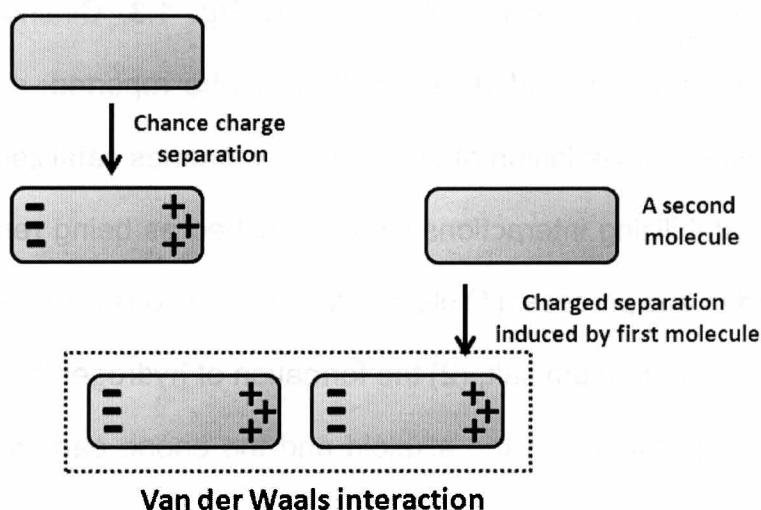 Chance charge
separation
A second
molecule
Charged separation
induced by first molecule
Van der Waals interaction